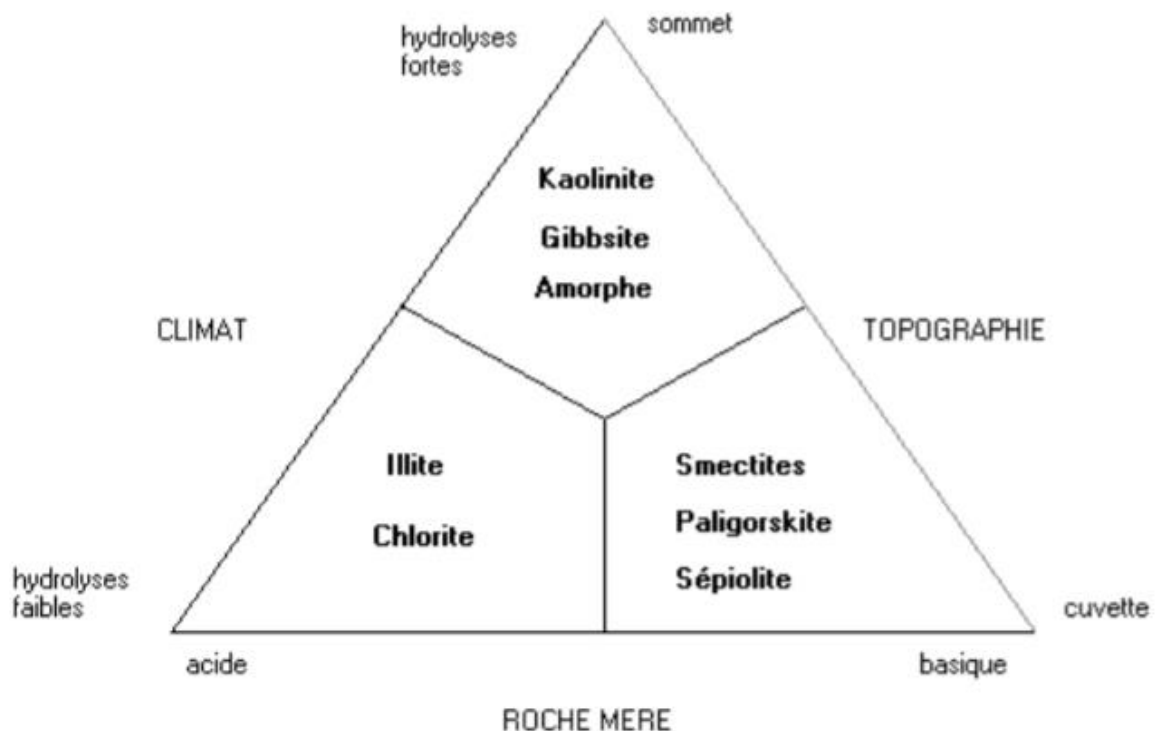 hydrolyses
fortes
sommet
Kaolinite
Gibbsite
Amorphe
CLIMAT
TOPOGRAPHIE
Illite
Chlorite
Smectites
Paligorskite
Sépiolite
hydrolyses
faibles
cuvette
acide
basique
ROCHE MERE